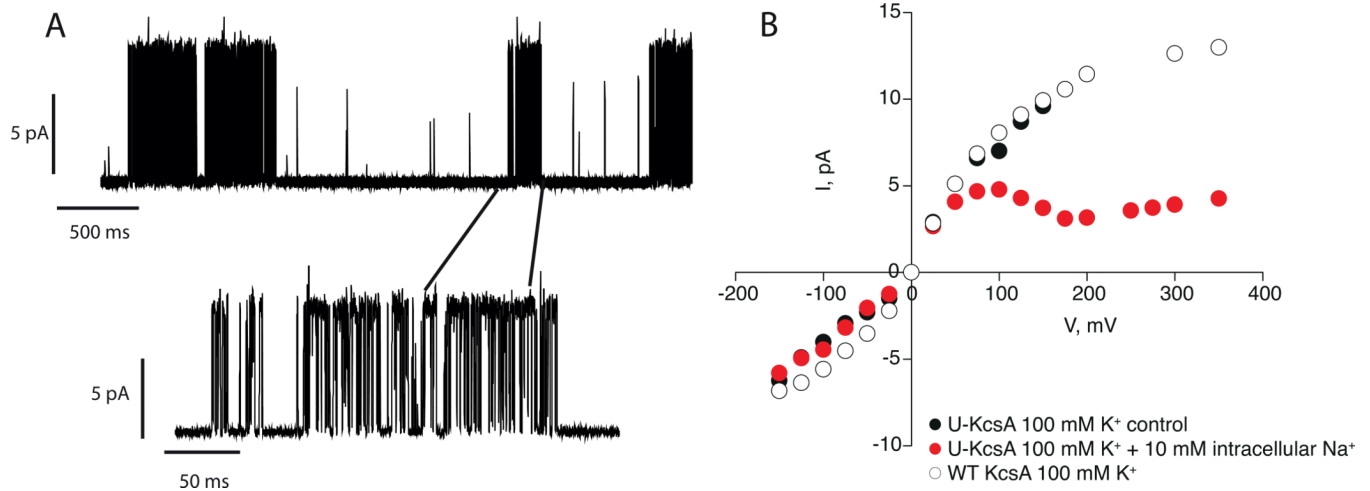 A
5 pA
500 ms
5 pA
50 ms
B
15
10
5
0
-5
-10
I, pA
-200
-100
0
100
200
300
400
V, mV
U-KcsA 100 mM K⁺ control
U-KcsA 100 mM K⁺ + 10 mM intracellular Na⁺
WT KcsA 100 mM K⁺